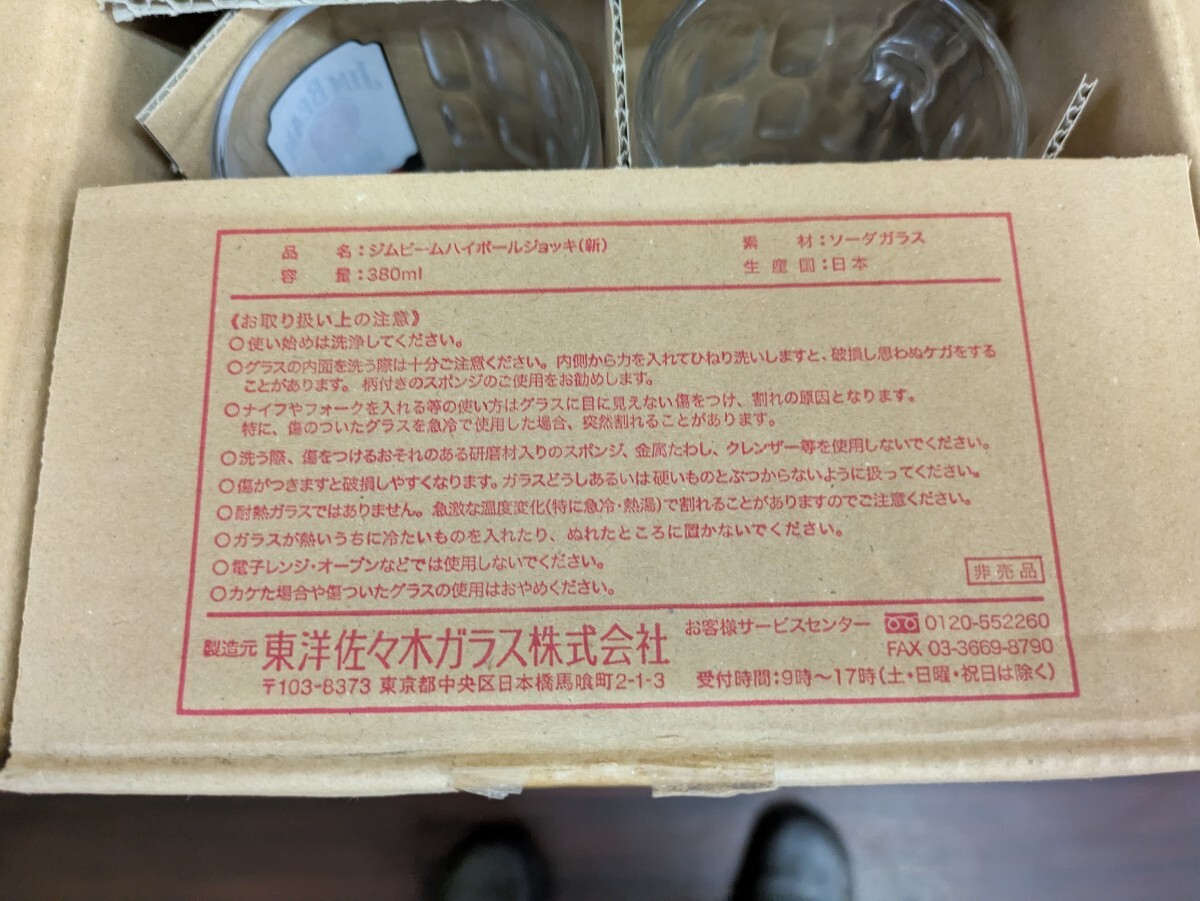 JIM BEA
品 名：ジムビームハイボールジョッキ(新)
素 材：ソーダガラス
容 量：380ml
生産国：日本
《お取り扱い上の注意》
○使い始めは洗浄してください。
○グラスの内面を洗う際は十分ご注意ください。内側から力を入れてひねり洗いしますと、破損し思わぬケガをする
ことがあります。柄付きのスポンジのご使用をお勧めします。
○ナイフやフォークを入れる等の使い方はグラスに目に見えない傷をつけ、割れの原因となります。
特に、傷のついたグラスを急冷で使用した場合、突然割れることがあります。
○洗う際、傷をつけるおそれのある研磨材入りのスポンジ、金属たわし、クレンザー等を使用しないでください。
○傷がつきますと破損しやすくなります。ガラスどうしあるいは硬いものとぶつからないように扱ってください。
○耐熱ガラスではありません。急激な温度変化(特に急冷・熱湯)で割れることがありますのでご注意ください。
○ガラスが熱いうちに冷たいものを入れたり、ぬれたところに置かないでください。
○電子レンジ・オーブンなどでは使用しないでください。
○カケた場合や傷ついたグラスの使用はおやめください。
非売品
製造元 東洋佐々木ガラス株式会社
〒103-8373 東京都中央区日本橋馬喰町2-1-3
お客様サービスセンター 0120-552260
FAX 03-3669-8790
受付時間：9時〜17時(土・日曜・祝日は除く)